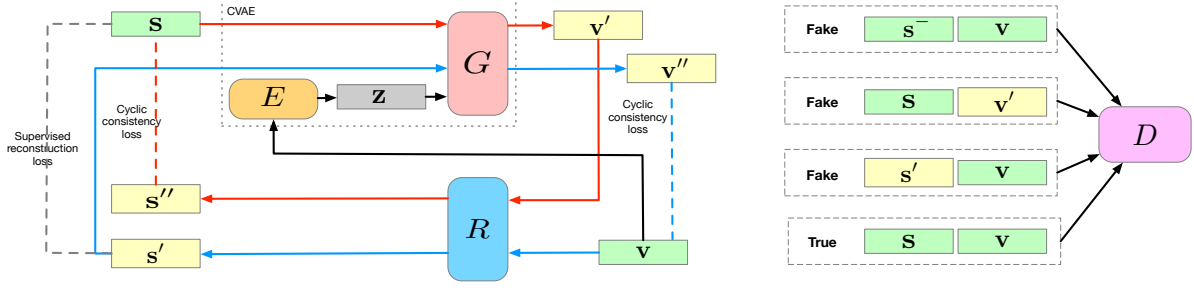 s
CVAE
v′
G
v′′
E
z
Cyclic
consistency
loss
Cyclic
consistency
loss
Supervised
reconstruction
loss
s′′
R
s′
v
Fake s⁻ v
Fake s v′
D
Fake s′ v
True s v